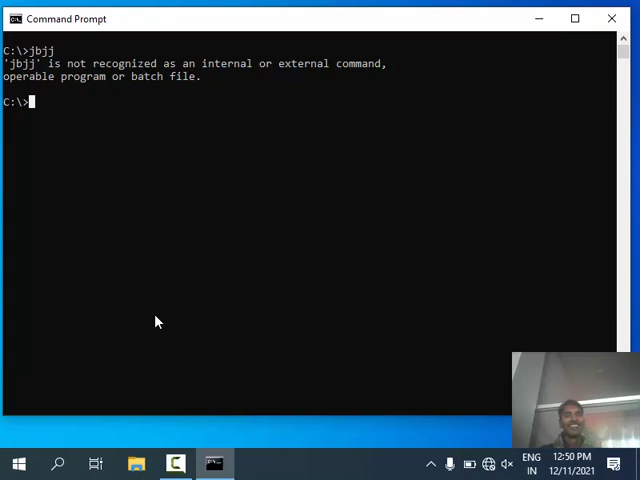 Command Prompt
C:\>jbjj
'jbjj' is not recognized as an internal or external command,
operable program or batch file.
C:\>
ENG
IN
12:50 PM
12/11/2021